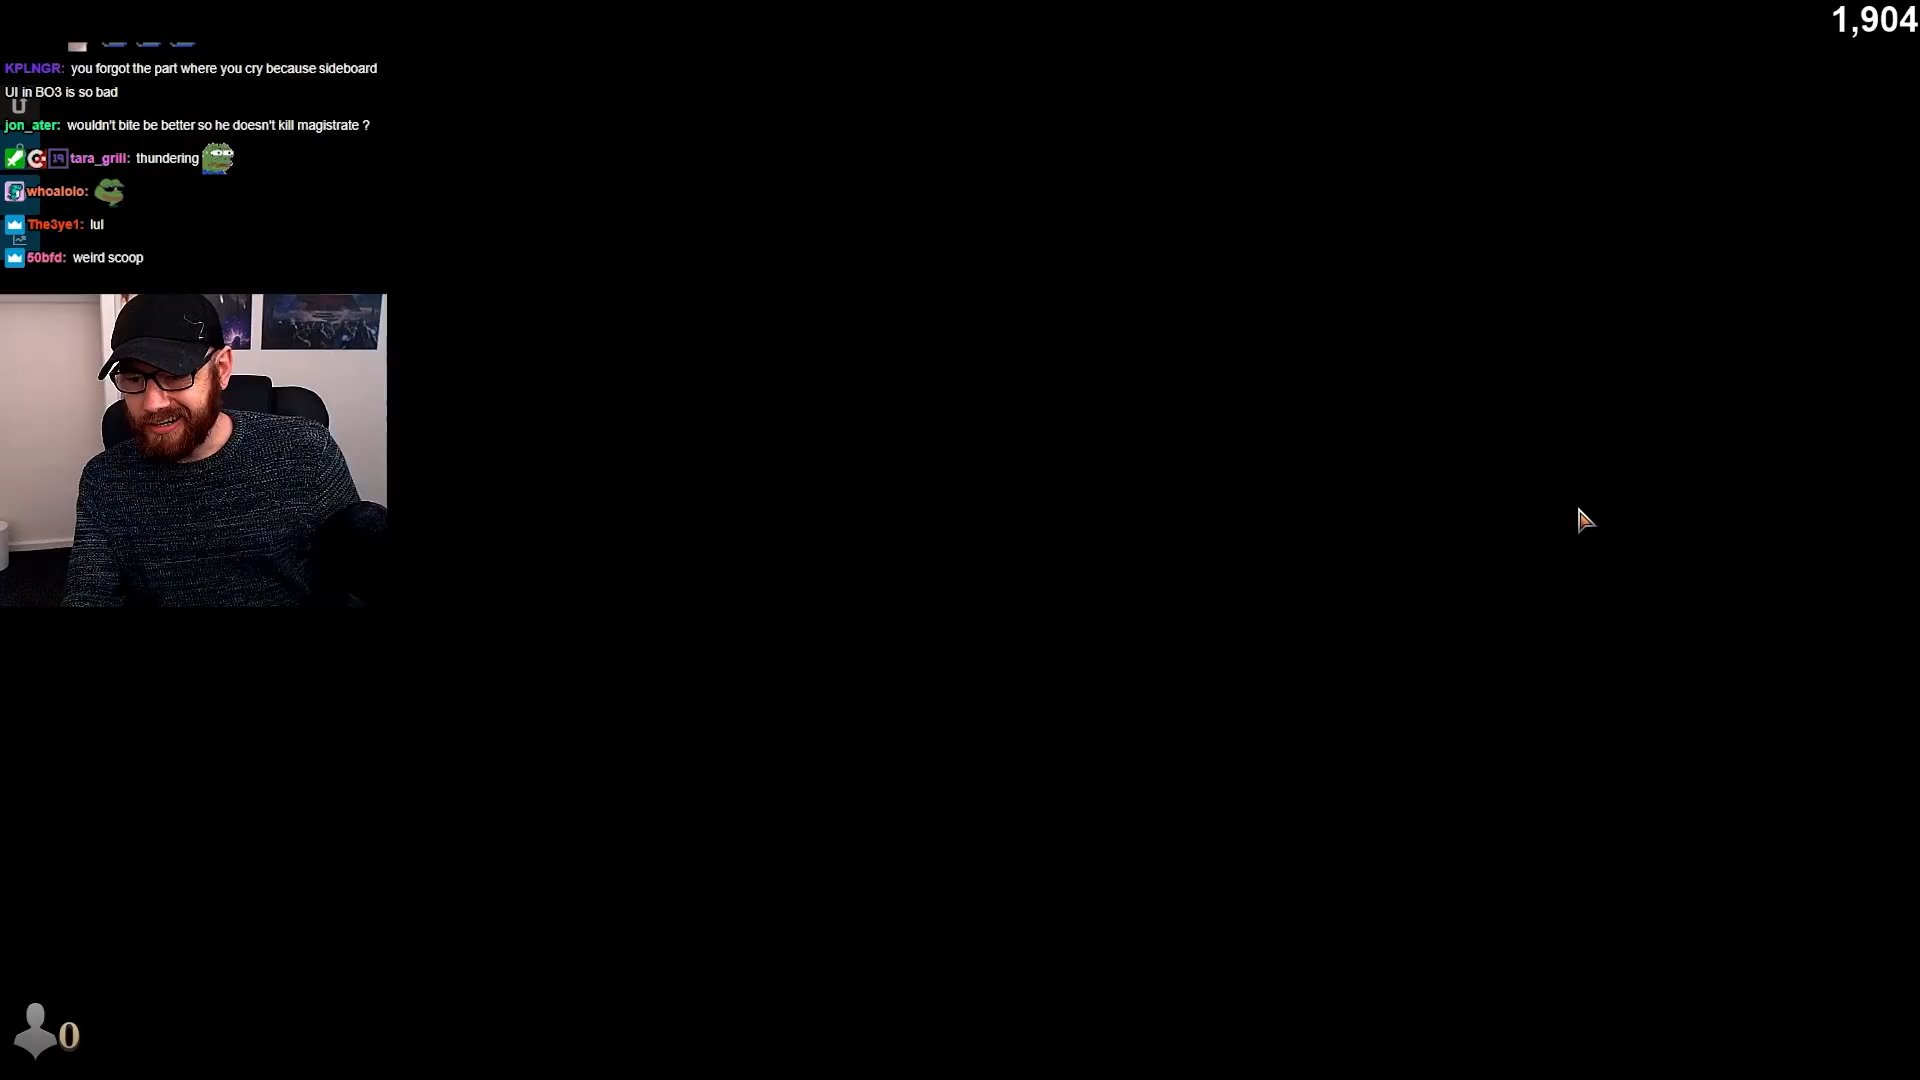 1,904
KPLNGR: you forgot the part where you cry because sideboard
UI in BO3 is so bad
jon_ater: wouldn't bite be better so he doesn't kill magistrate ?
19 tara_grill: thundering
whoalolo:
The3ye1: lul
50bfd: weird scoop
0